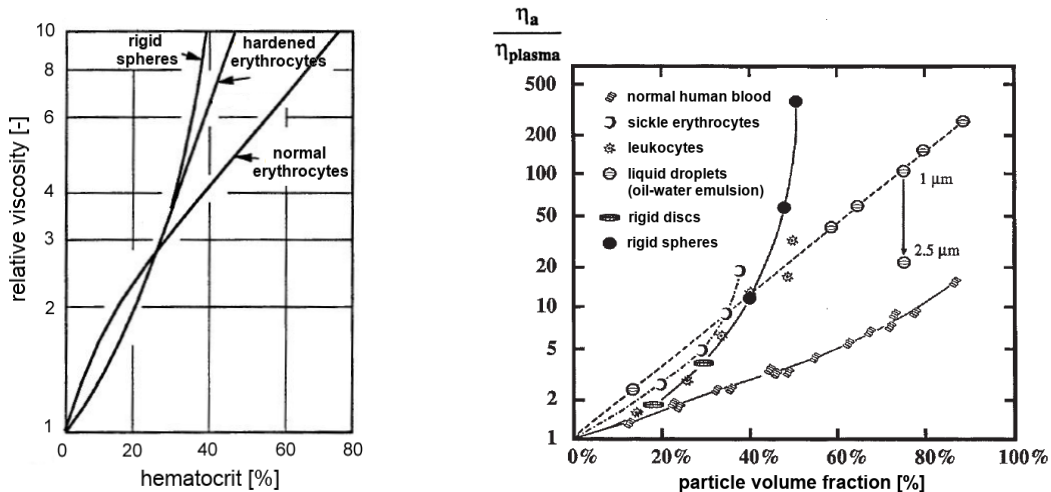 relative viscosity [-]
10
8
6
4
3
2
1
rigid
spheres
hardened
erythrocytes
normal
erythrocytes
0
20
40
60
80
hematocrit [%]
ηa
ηplasma
500
200
100
50
20
10
5
2
1
normal human blood
sickle erythrocytes
leukocytes
liquid droplets
(oil-water emulsion)
rigid discs
rigid spheres
1 μm
2.5 μm
0%
20%
40%
60%
80%
100%
particle volume fraction [%]